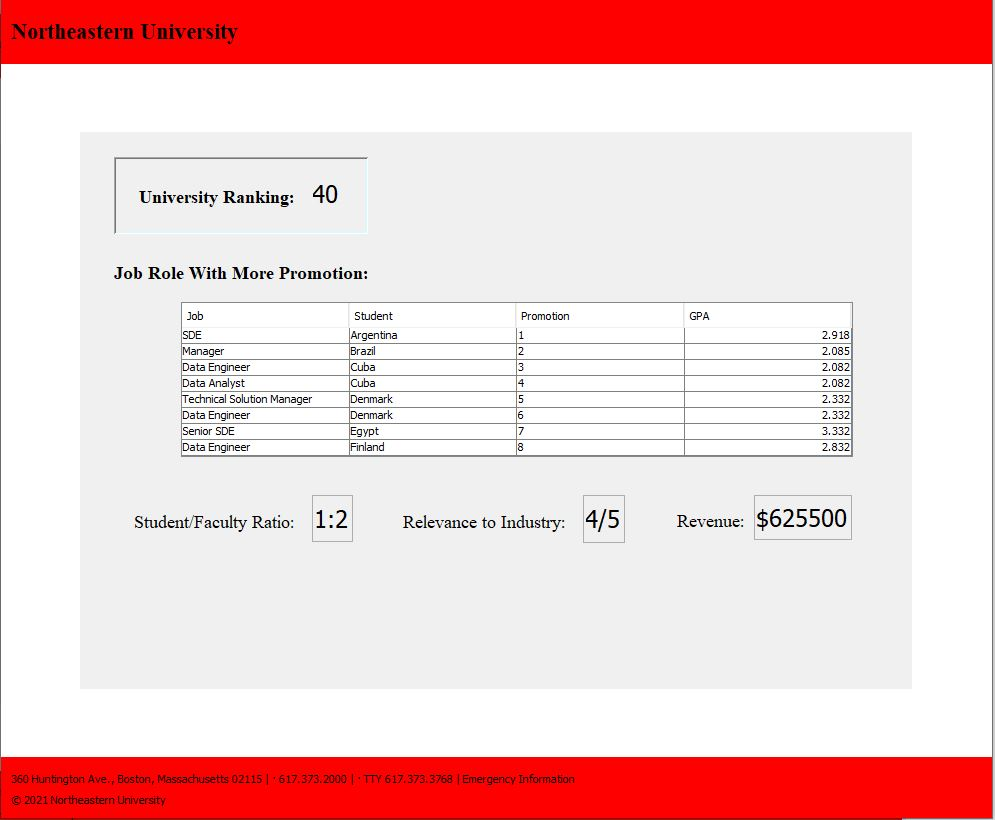 Northeastern University
University Ranking: 40
Job Role With More Promotion:
Job Student Promotion GPA
SDE Argentina 1 2.918
Manager Brazil 2 2.085
Data Engineer Cuba 3 2.082
Data Analyst Cuba 4 2.082
Technical Solution Manager Denmark 5 2.332
Data Engineer Denmark 6 2.332
Senior SDE Egypt 7 3.332
Data Engineer Finland 8 2.832
Student/Faculty Ratio: 1:2 Relevance to Industry: 4/5 Revenue: $625500
360 Huntington Ave., Boston, Massachusetts 02115 | · 617.373.2000 | · TTY 617.373.3768 | Emergency Information
© 2021 Northeastern University